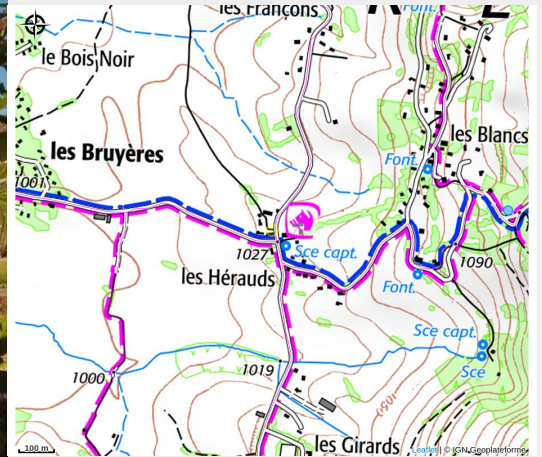 les Françons
Font.
le Bois Noir
les Blancs
les Bruyères
Font.
1001
1027
Sce capt.
1090
les Hérauds
Font.
Sce capt.
1019
1000
Sce
1050
les Girards
100 m
Leaflet | © IGN Geoplateforme